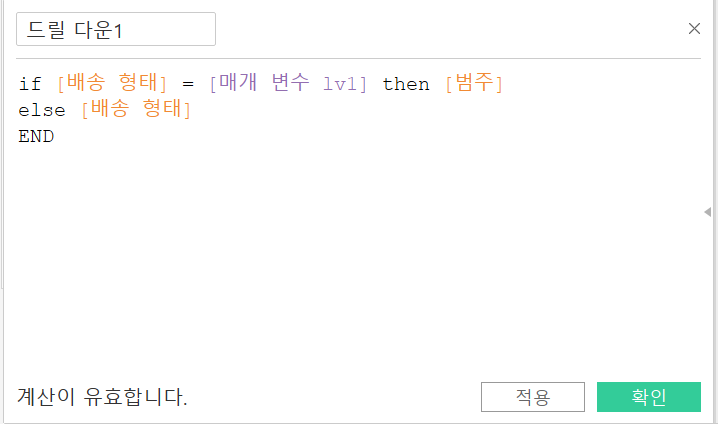 드릴 다운1
if [배송 형태] = [매개 변수 lv1] then [범주]
else [배송 형태]
END
계산이 유효합니다.
적용
확인